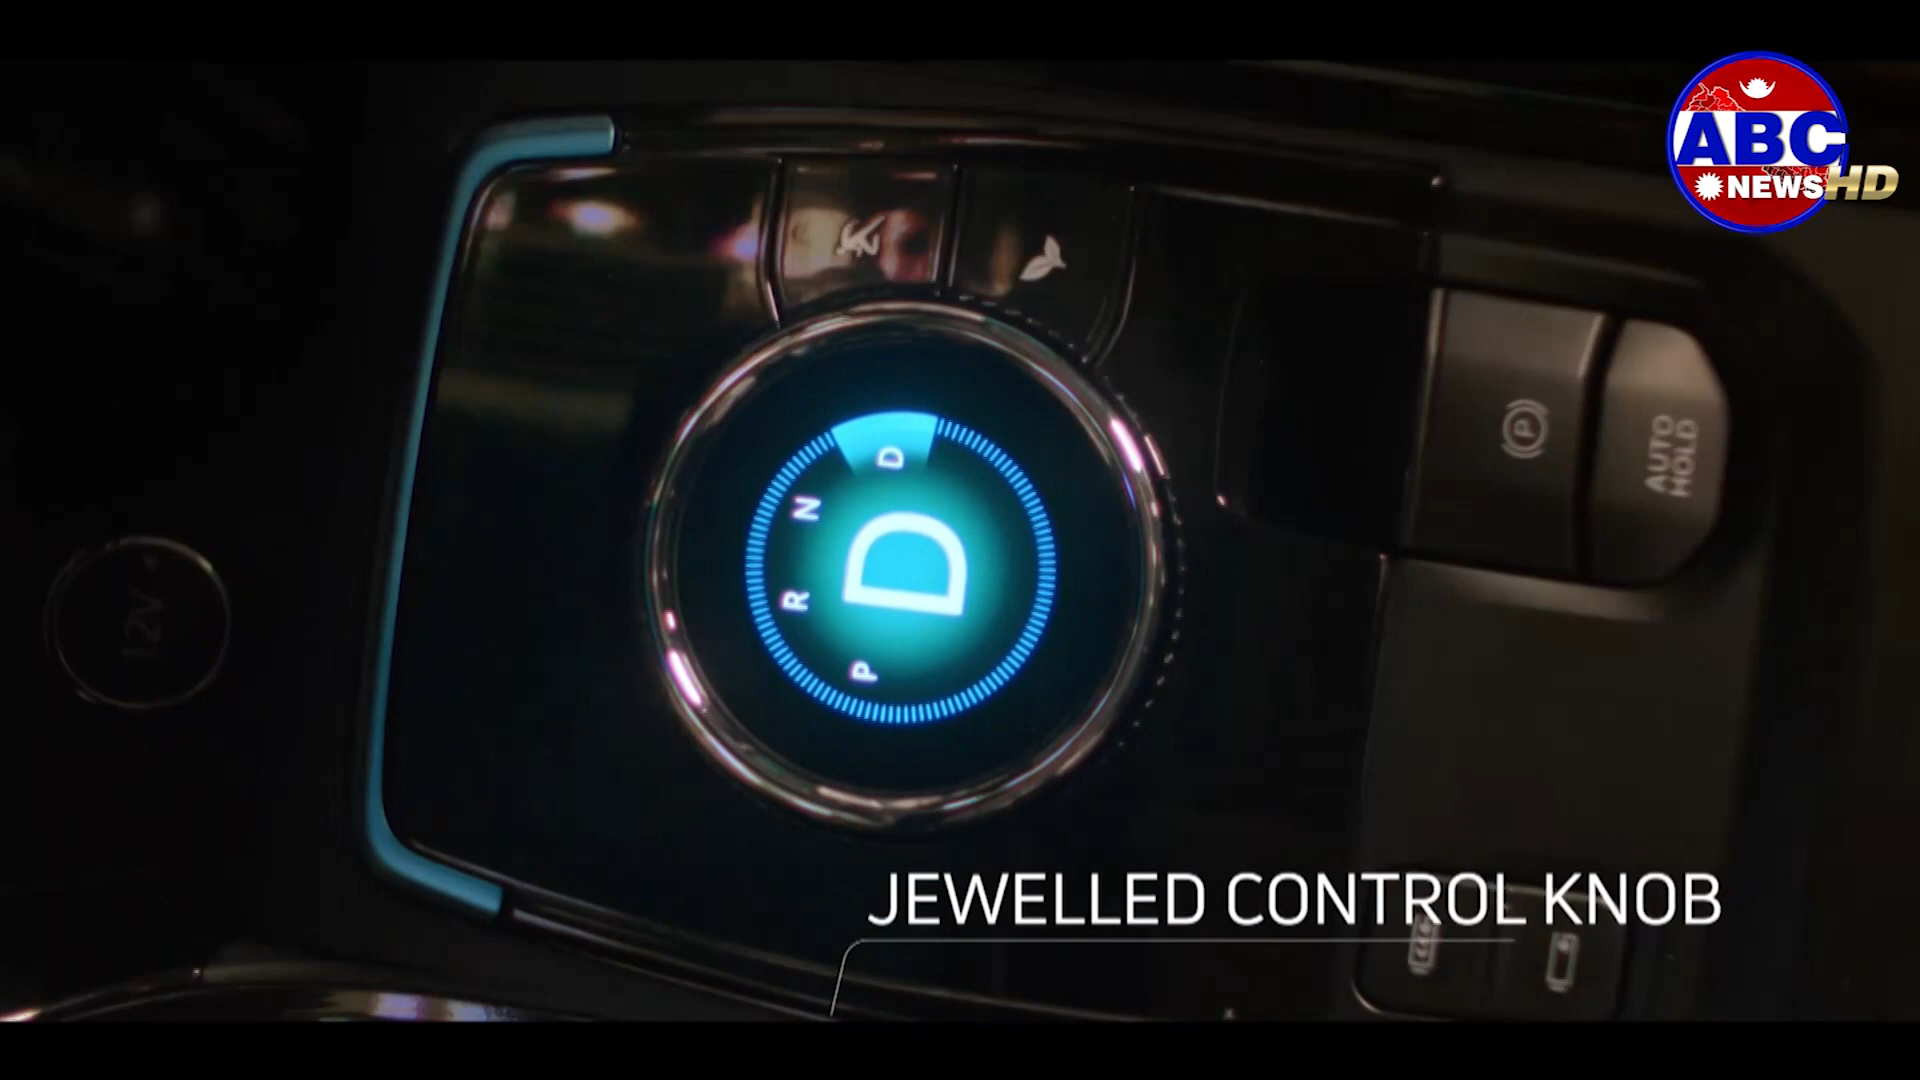 ABC
NEWS HD
D
N
R
P
D
P
AUTO
HOLD
12V
JEWELLED CONTROL KNOB